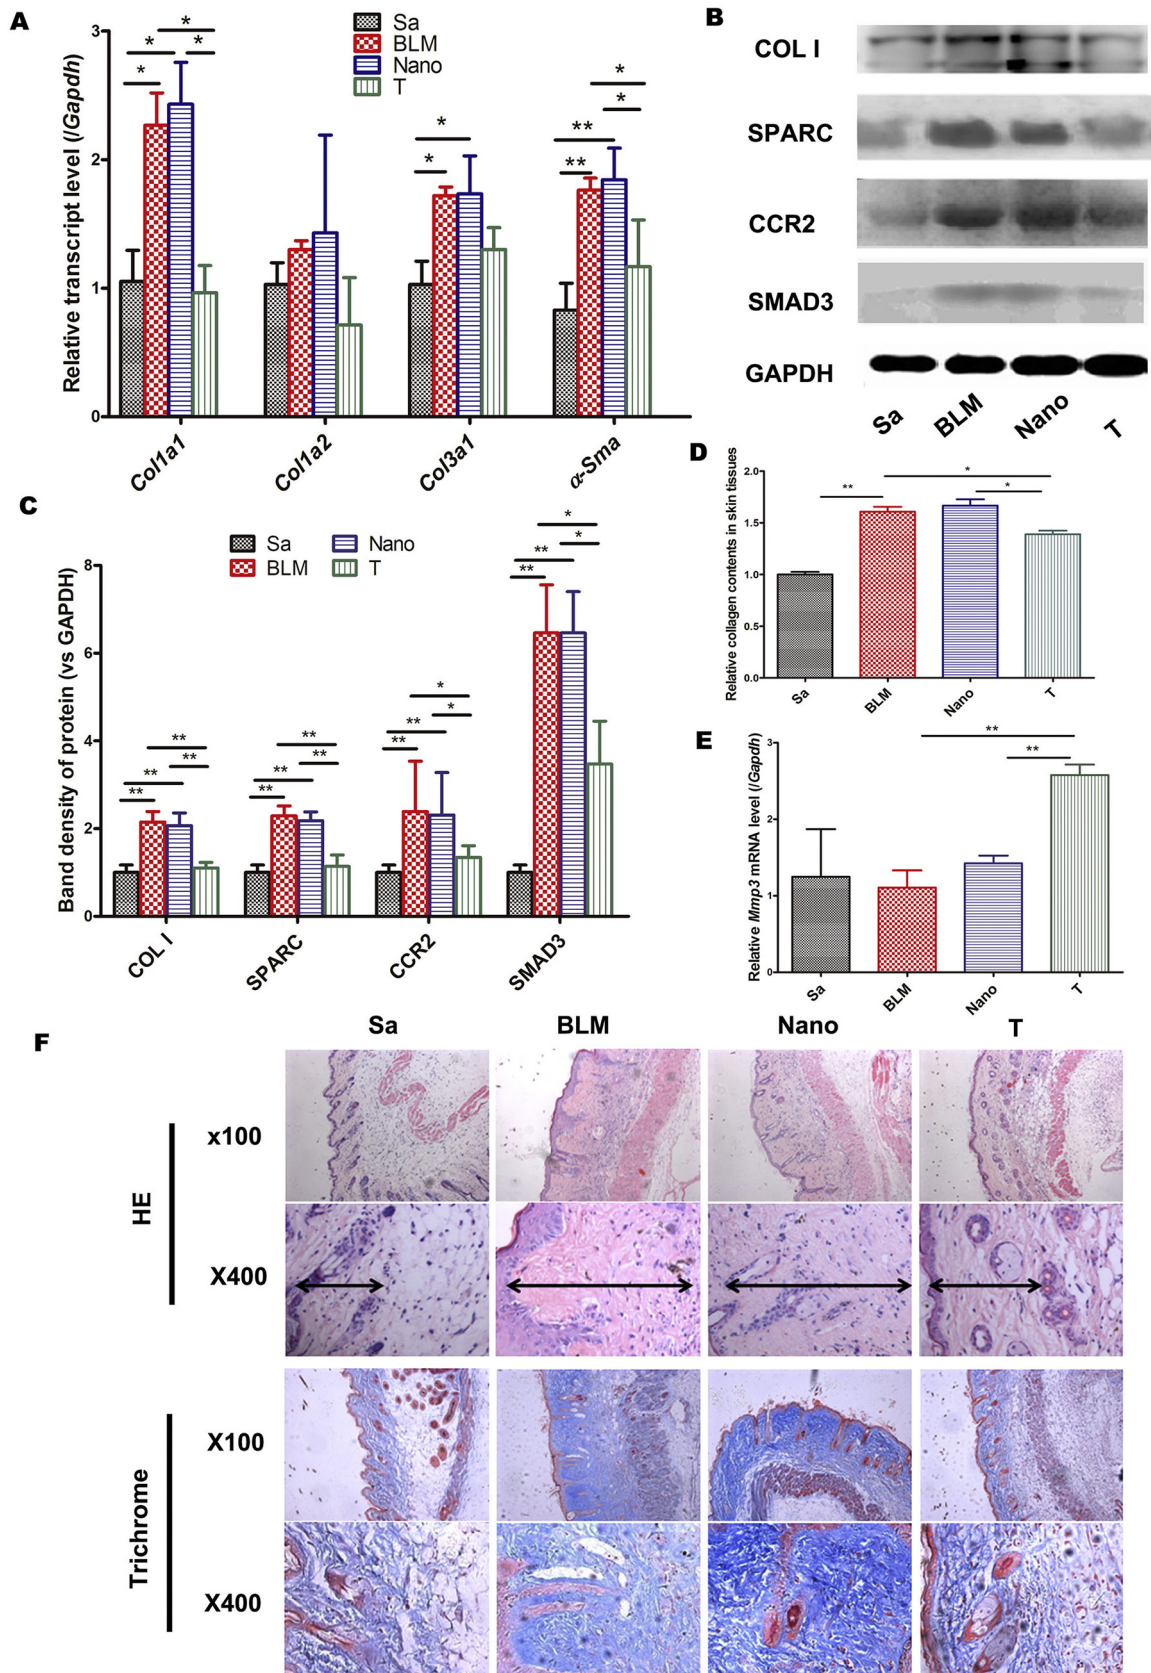 A
Relative transcript level (/Gapdh)
3
2
1
0
Sa
BLM
Nano
T
*
*
*
*
*
*
**
**
*
*
Col1a1
Col1a2
Col3a1
α-Sma
B
COL I
SPARC
CCR2
SMAD3
GAPDH
Sa
BLM
Nano
T
C
Band density of protein (vs GAPDH)
8
6
4
2
0
Sa
BLM
Nano
T
**
**
**
**
**
**
**
**
**
**
*
*
**
**
*
*
COL I
SPARC
CCR2
SMAD3
D
Relative collagen contents in skin tissues
2.0
1.5
1.0
0.5
0.0
**
*
*
Sa
BLM
Nano
T
E
Relative Mmp3 mRNA level (/Gapdh)
3
2
1
0
**
**
Sa
BLM
Nano
T
F
Sa
BLM
Nano
T
HE
x100
X400
Trichrome
X100
X400